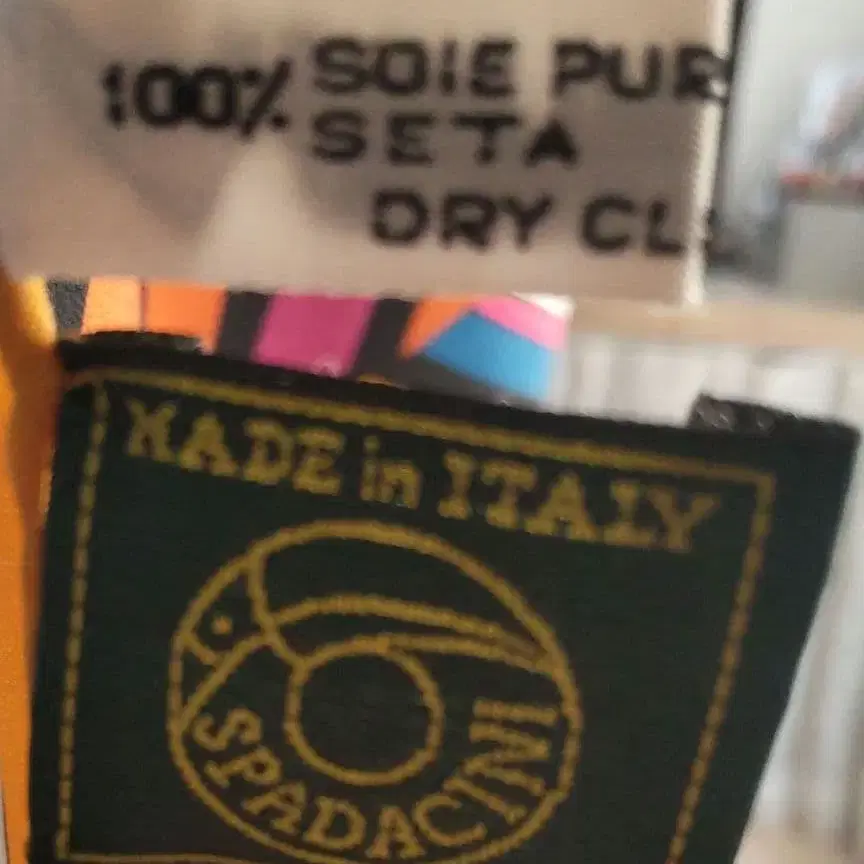 100% SOIE PUR
SETA
DRY CL
MADE in ITALY
SPADACINI